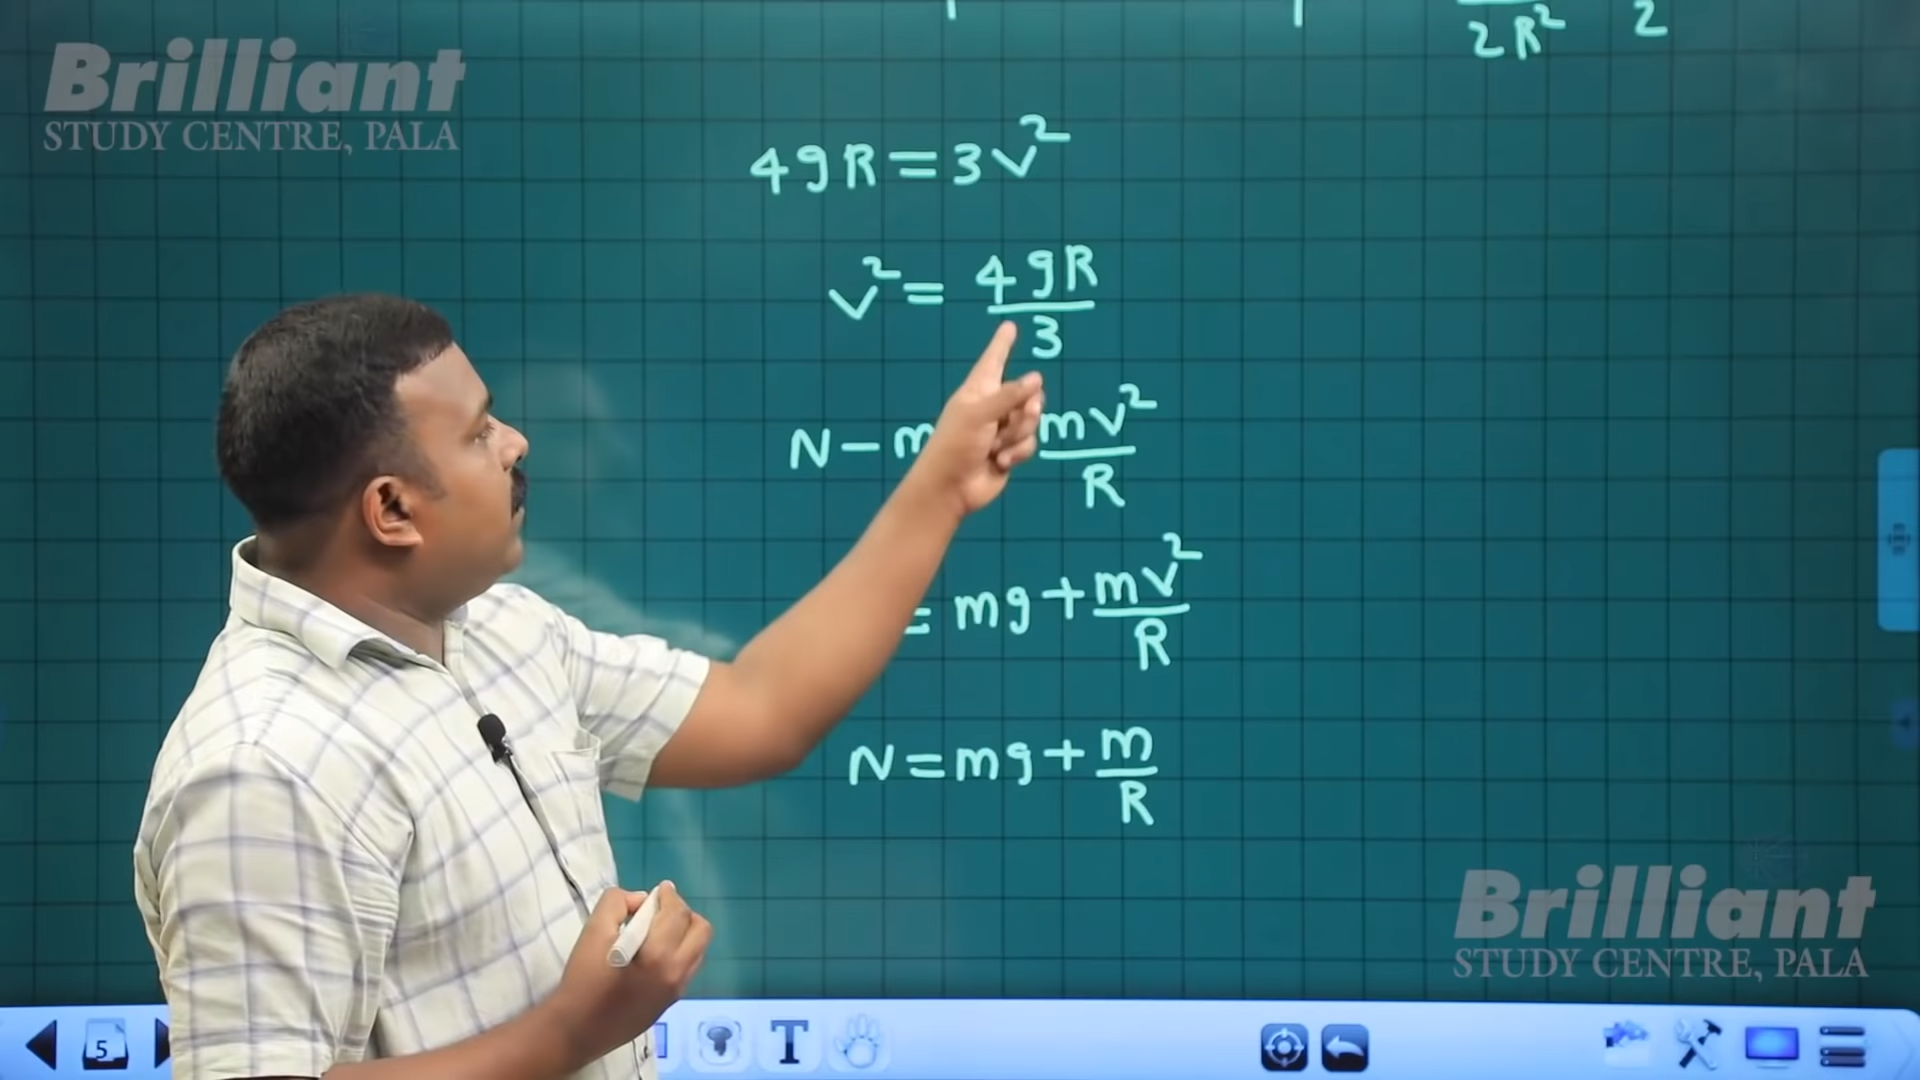 Brilliant
STUDY CENTRE, PALA
2R² 2
4gR = 3v²
v² = 4gR/3
N - m mv²/R
= mg + mv²/R
N = mg + m/R
Brilliant
STUDY CENTRE, PALA
5
T